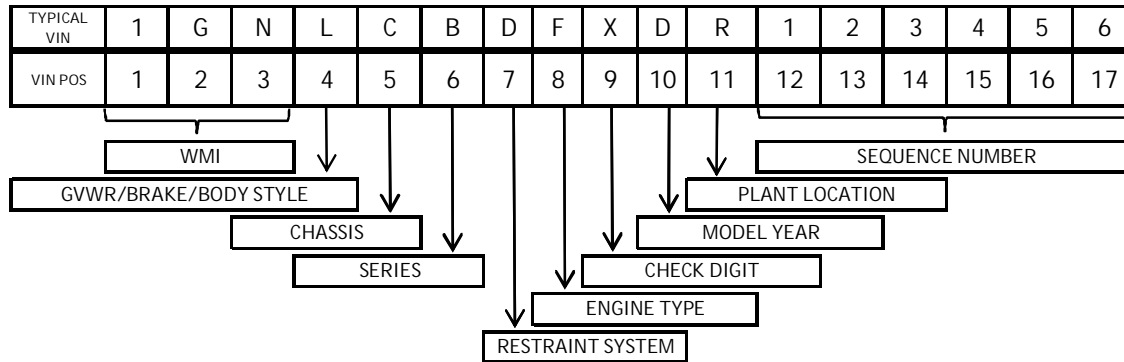 TYPICAL VIN 1 G N L C B D F X D R 1 2 3 4 5 6
VIN POS 1 2 3 4 5 6 7 8 9 10 11 12 13 14 15 16 17
WMI SEQUENCE NUMBER
GVWR/BRAKE/BODY STYLE PLANT LOCATION
CHASSIS MODEL YEAR
SERIES CHECK DIGIT
ENGINE TYPE
RESTRAINT SYSTEM